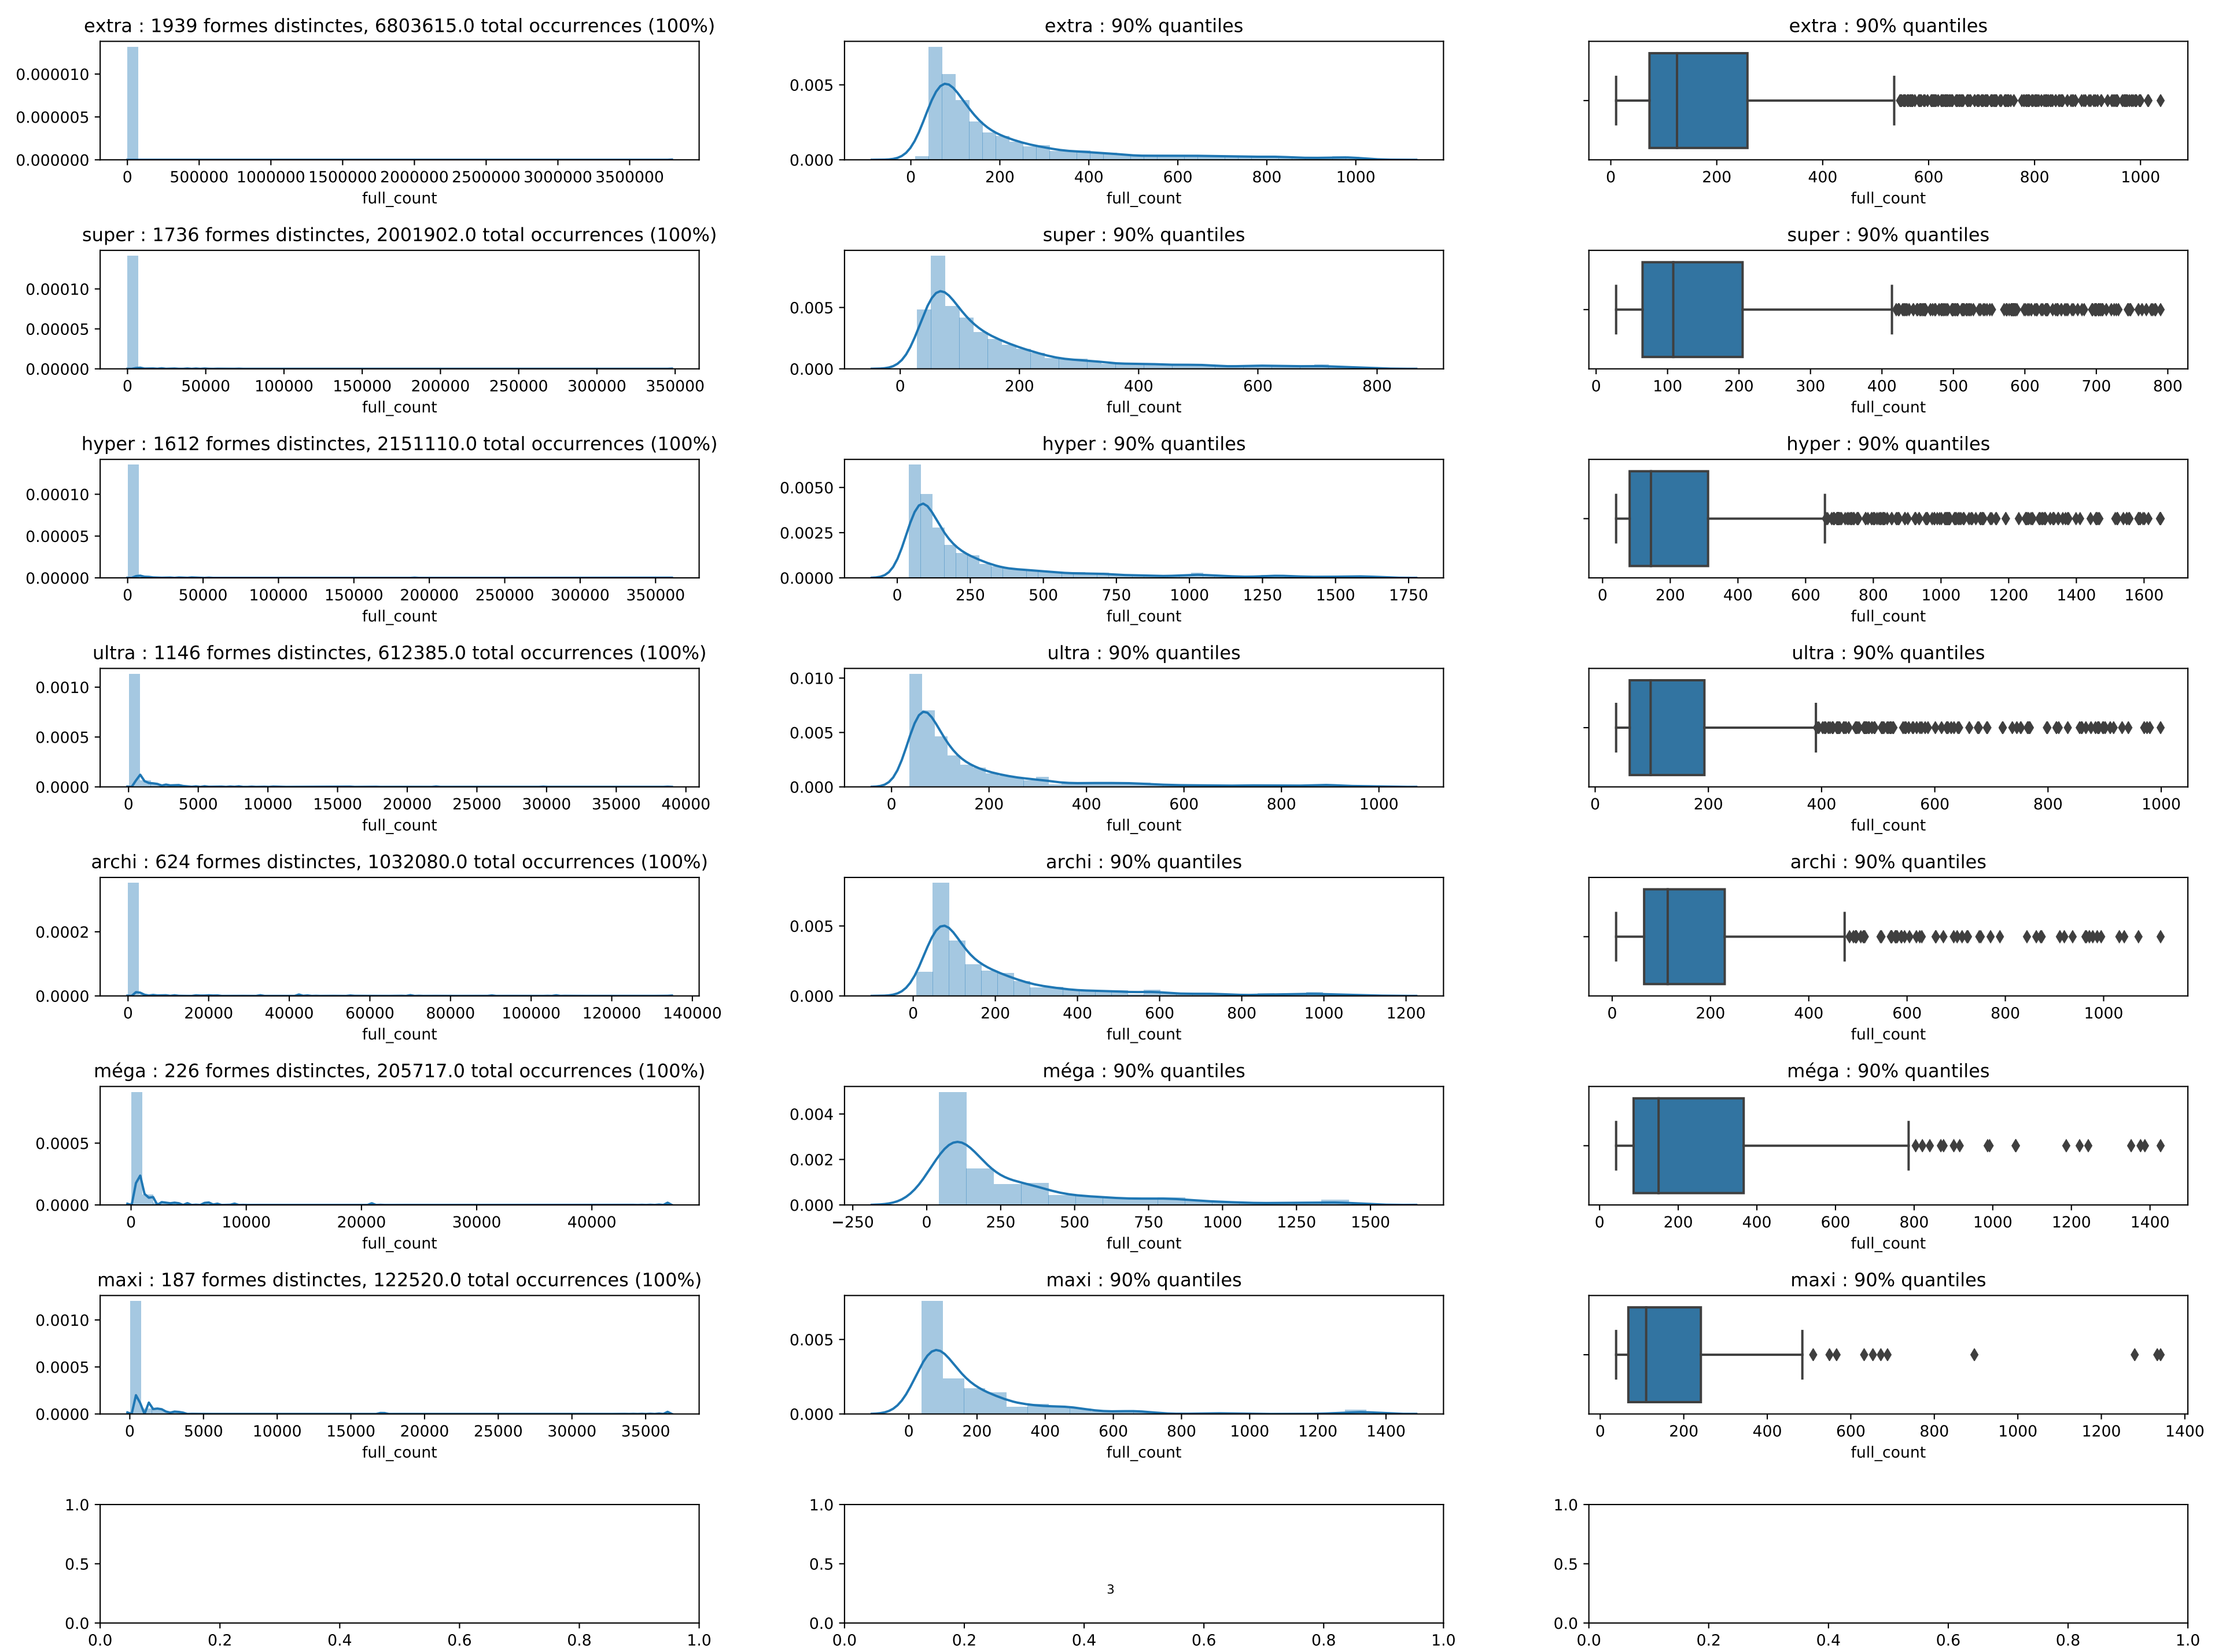 extra : 1939 formes distinctes, 6803615.0 total occurrences (100%)
extra : 90% quantiles
extra : 90% quantiles
0.000010
0.000005
0.000000
0 500000 1000000 1500000 2000000 2500000 3000000 3500000
full_count
0.005
0.000
0 200 400 600 800 1000
full_count
0 200 400 600 800 1000
full_count
super : 1736 formes distinctes, 2001902.0 total occurrences (100%)
super : 90% quantiles
super : 90% quantiles
0.00010
0.00005
0.00000
0 50000 100000 150000 200000 250000 300000 350000
full_count
0.005
0.000
0 200 400 600 800
full_count
0 100 200 300 400 500 600 700 800
full_count
hyper : 1612 formes distinctes, 2151110.0 total occurrences (100%)
hyper : 90% quantiles
hyper : 90% quantiles
0.00010
0.00005
0.00000
0 50000 100000 150000 200000 250000 300000 350000
full_count
0.0050
0.0025
0.0000
0 250 500 750 1000 1250 1500 1750
full_count
0 200 400 600 800 1000 1200 1400 1600
full_count
ultra : 1146 formes distinctes, 612385.0 total occurrences (100%)
ultra : 90% quantiles
ultra : 90% quantiles
0.0010
0.0005
0.0000
0 5000 10000 15000 20000 25000 30000 35000 40000
full_count
0.010
0.005
0.000
0 200 400 600 800 1000
full_count
0 200 400 600 800 1000
full_count
archi : 624 formes distinctes, 1032080.0 total occurrences (100%)
archi : 90% quantiles
archi : 90% quantiles
0.0002
0.0000
0 20000 40000 60000 80000 100000 120000 140000
full_count
0.005
0.000
0 200 400 600 800 1000 1200
full_count
0 200 400 600 800 1000
full_count
méga : 226 formes distinctes, 205717.0 total occurrences (100%)
méga : 90% quantiles
méga : 90% quantiles
0.0005
0.0000
0 10000 20000 30000 40000
full_count
0.004
0.002
0.000
−250 0 250 500 750 1000 1250 1500
full_count
0 200 400 600 800 1000 1200 1400
full_count
maxi : 187 formes distinctes, 122520.0 total occurrences (100%)
maxi : 90% quantiles
maxi : 90% quantiles
0.0010
0.0005
0.0000
0 5000 10000 15000 20000 25000 30000 35000
full_count
0.005
0.000
0 200 400 600 800 1000 1200 1400
full_count
0 200 400 600 800 1000 1200 1400
full_count
1.0
0.5
0.0
0.0 0.2 0.4 0.6 0.8 1.0
1.0
0.5
3
0.0
0.0 0.2 0.4 0.6 0.8 1.0
1.0
0.5
0.0
0.0 0.2 0.4 0.6 0.8 1.0